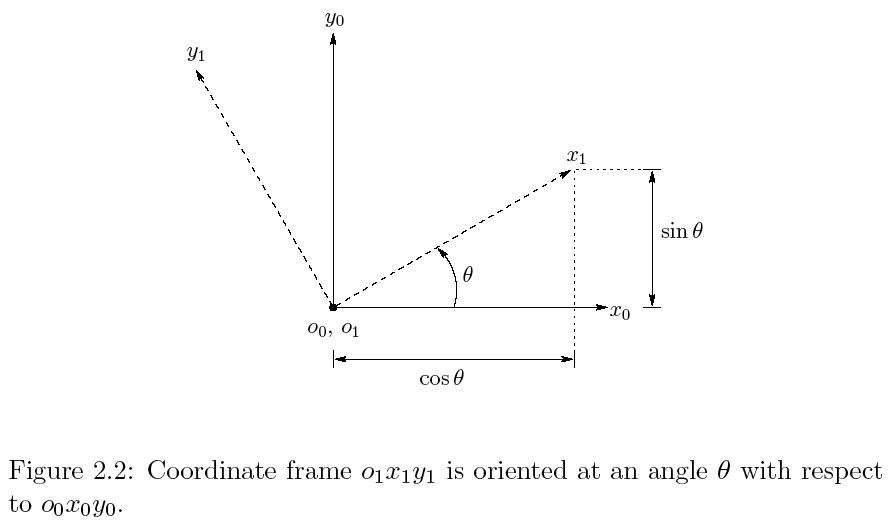 y₀
y₁
x₁
sin θ
θ
x₀
o₀, o₁
cos θ
Figure 2.2: Coordinate frame o₁x₁y₁ is oriented at an angle θ with respect
to o₀x₀y₀.